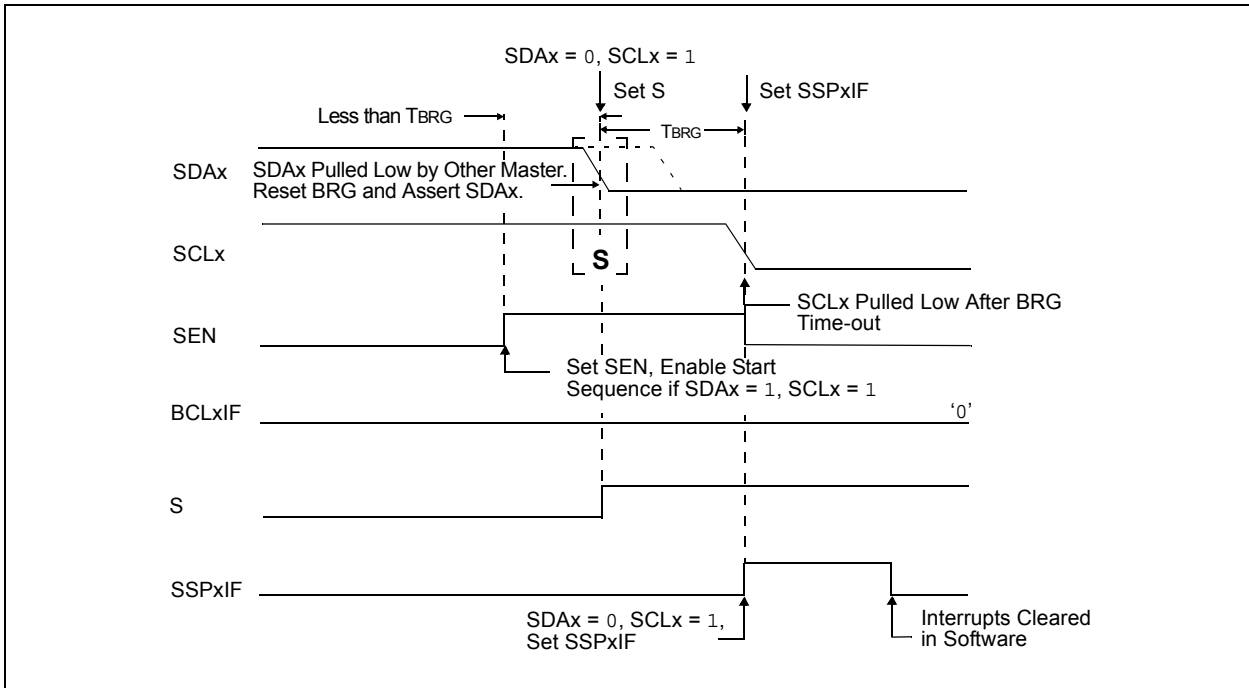 SDAx = 0, SCLx = 1
Set S
Set SSPxIF
Less than TBRG
TBRG
SDAx
SDAx Pulled Low by Other Master.
Reset BRG and Assert SDAx.
SCLx
S
SCLx Pulled Low After BRG
Time-out
SEN
Set SEN, Enable Start
Sequence if SDAx = 1, SCLx = 1
BCLxIF
‘0’
S
SSPxIF
SDAx = 0, SCLx = 1,
Set SSPxIF
Interrupts Cleared
in Software